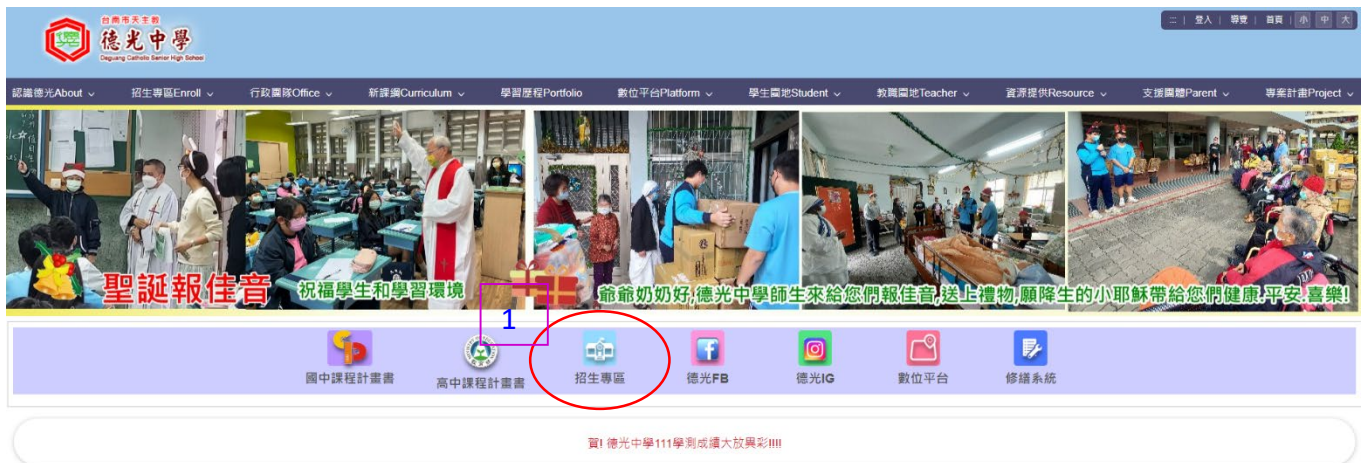 台南市天主教
德光中學
Deguang Catholic Senior High School
::: | 登入 | 導覽 | 首頁 | 小 中 大
認識德光About 招生專區Enroll 行政團隊Office 新課綱Curriculum 學習歷程Portfolio 數位平台Platform 學生園地Student 教職園地Teacher 資源提供Resource 支援團體Parent 專案計畫Project
聖誕報佳音 祝福學生和學習環境 爺爺奶奶好,德光中學師生來給您們報佳音,送上禮物,願降生的小耶穌帶給您們健康.平安.喜樂!
1
國中課程計畫書 高中課程計畫書 招生專區 德光FB 德光IG 數位平台 修繕系統
賀! 德光中學111學測成績大放異彩!!!!